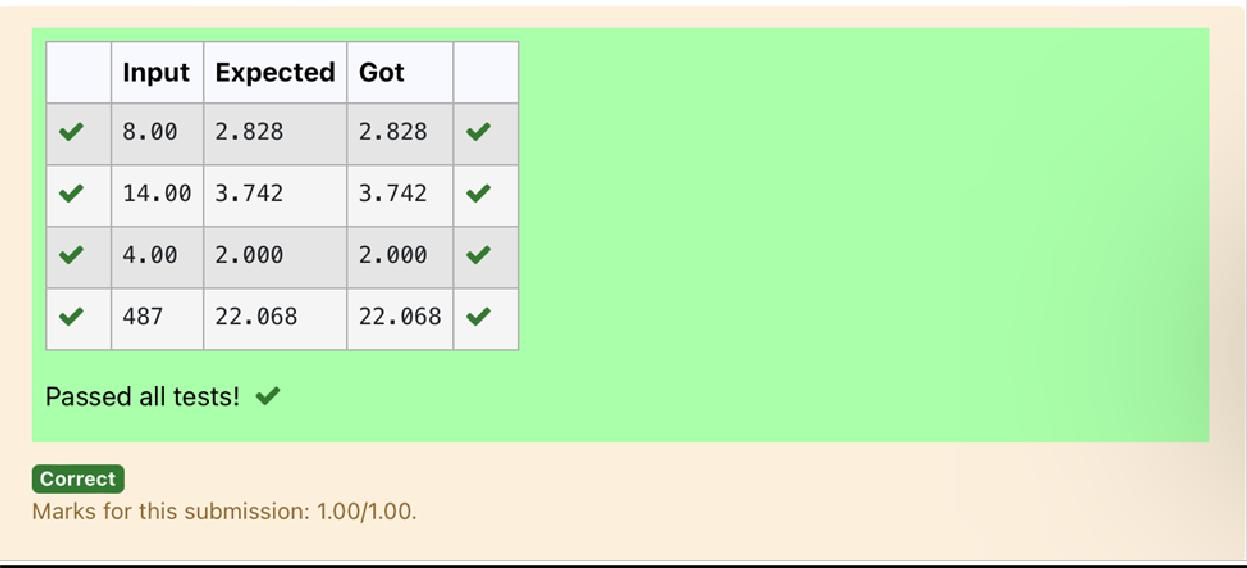 Input Expected Got
8.00 2.828 2.828
14.00 3.742 3.742
4.00 2.000 2.000
487 22.068 22.068
Passed all tests!
Correct
Marks for this submission: 1.00/1.00.